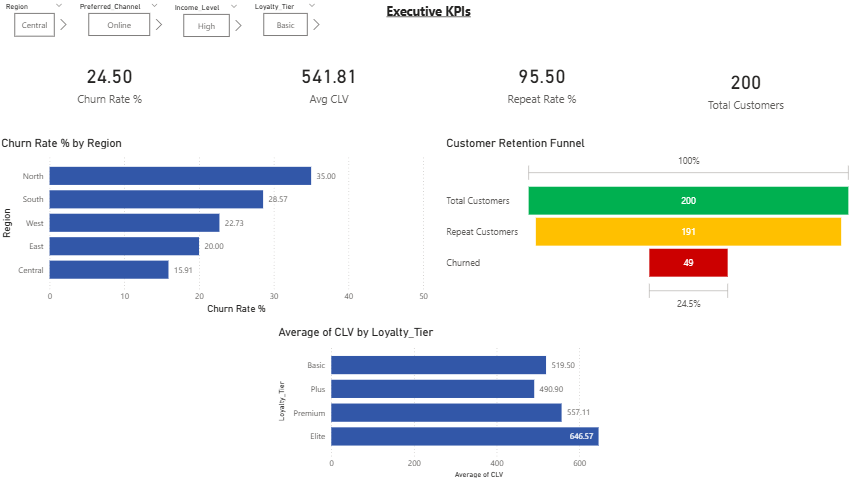 Executive KPIs
Region Preferred_Channel Income_Level Loyalty_Tier
Central Online High Basic
24.50 541.81 95.50 200
Churn Rate % Avg CLV Repeat Rate % Total Customers
Churn Rate % by Region
Region
North 35.00
South 28.57
West 22.73
East 20.00
Central 15.91
0 10 20 30 40 50
Churn Rate %
Customer Retention Funnel
100%
Total Customers 200
Repeat Customers 191
Churned 49
24.5%
Average of CLV by Loyalty_Tier
Loyalty_Tier
Basic 519.50
Plus 490.90
Premium 557.11
Elite 646.57
0 200 400 600
Average of CLV